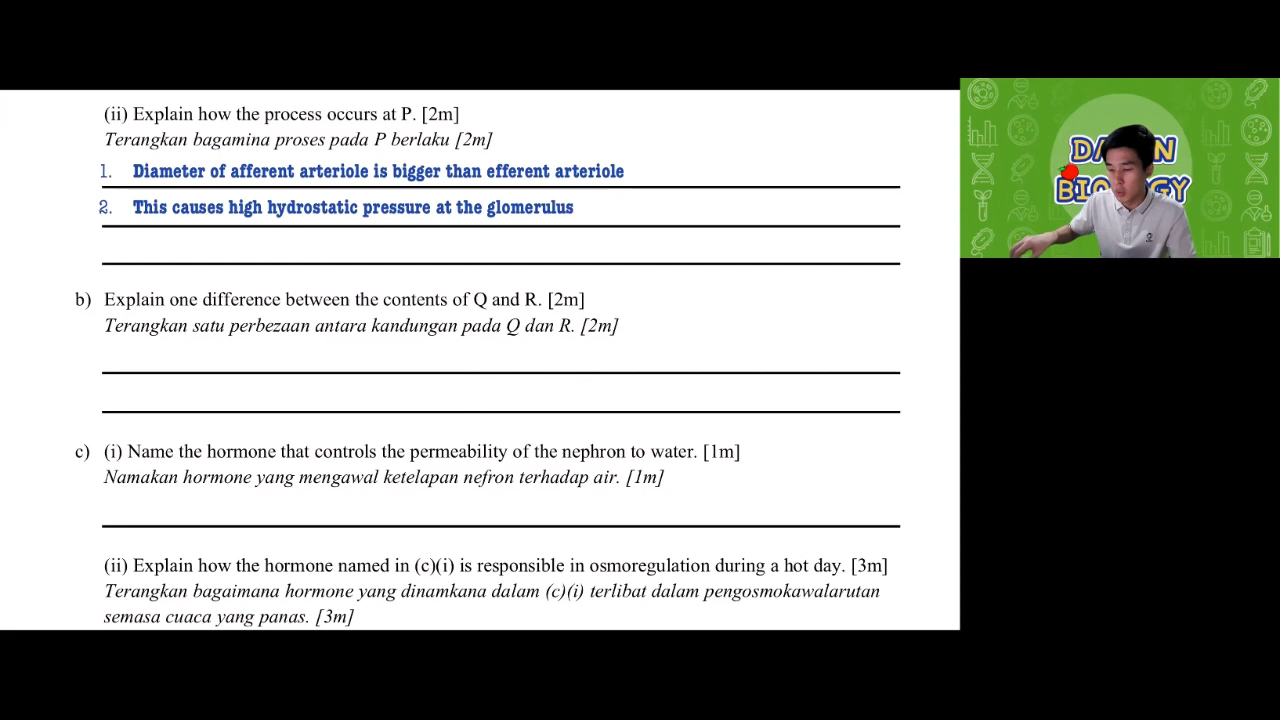 (ii) Explain how the process occurs at P. [2m]
Terangkan bagamina proses pada P berlaku [2m]
1. Diameter of afferent arteriole is bigger than efferent arteriole
2. This causes high hydrostatic pressure at the glomerulus
b) Explain one difference between the contents of Q and R. [2m]
Terangkan satu perbezaan antara kandungan pada Q dan R. [2m]
c) (i) Name the hormone that controls the permeability of the nephron to water. [1m]
Namakan hormone yang mengawal ketelapan nefron terhadap air. [1m]
(ii) Explain how the hormone named in (c)(i) is responsible in osmoregulation during a hot day. [3m]
Terangkan bagaimana hormone yang dinamkana dalam (c)(i) terlibat dalam pengosmokawalarutan
semasa cuaca yang panas. [3m]